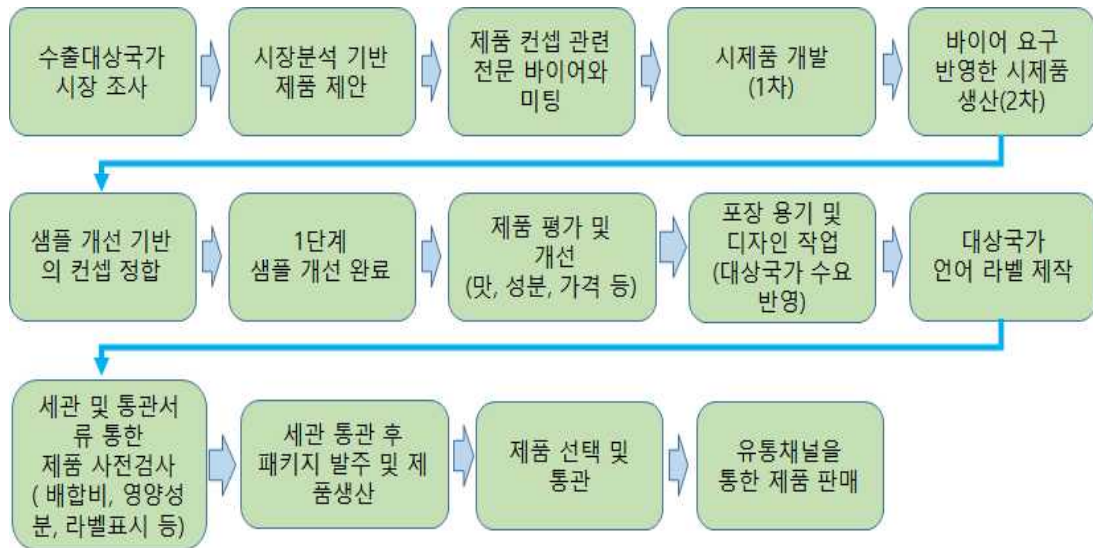 수출대상국가
시장 조사
시장분석 기반
제품 제안
제품 컨셉 관련
전문 바이어와
미팅
시제품 개발
(1차)
바이어 요구
반영한 시제품
생산(2차)
샘플 개선 기반
의 컨셉 정합
1단계
샘플 개선 완료
제품 평가 및
개선
(맛, 성분, 가격 등)
포장 용기 및
디자인 작업
(대상국가 수요
반영)
대상국가
언어 라벨 제작
세관 및 통관서
류 통한
제품 사전검사
( 배합비, 영양성
분, 라벨표시 등)
세관 통관 후
패키지 발주 및 제
품생산
제품 선택 및
통관
유통채널을
통한 제품 판매